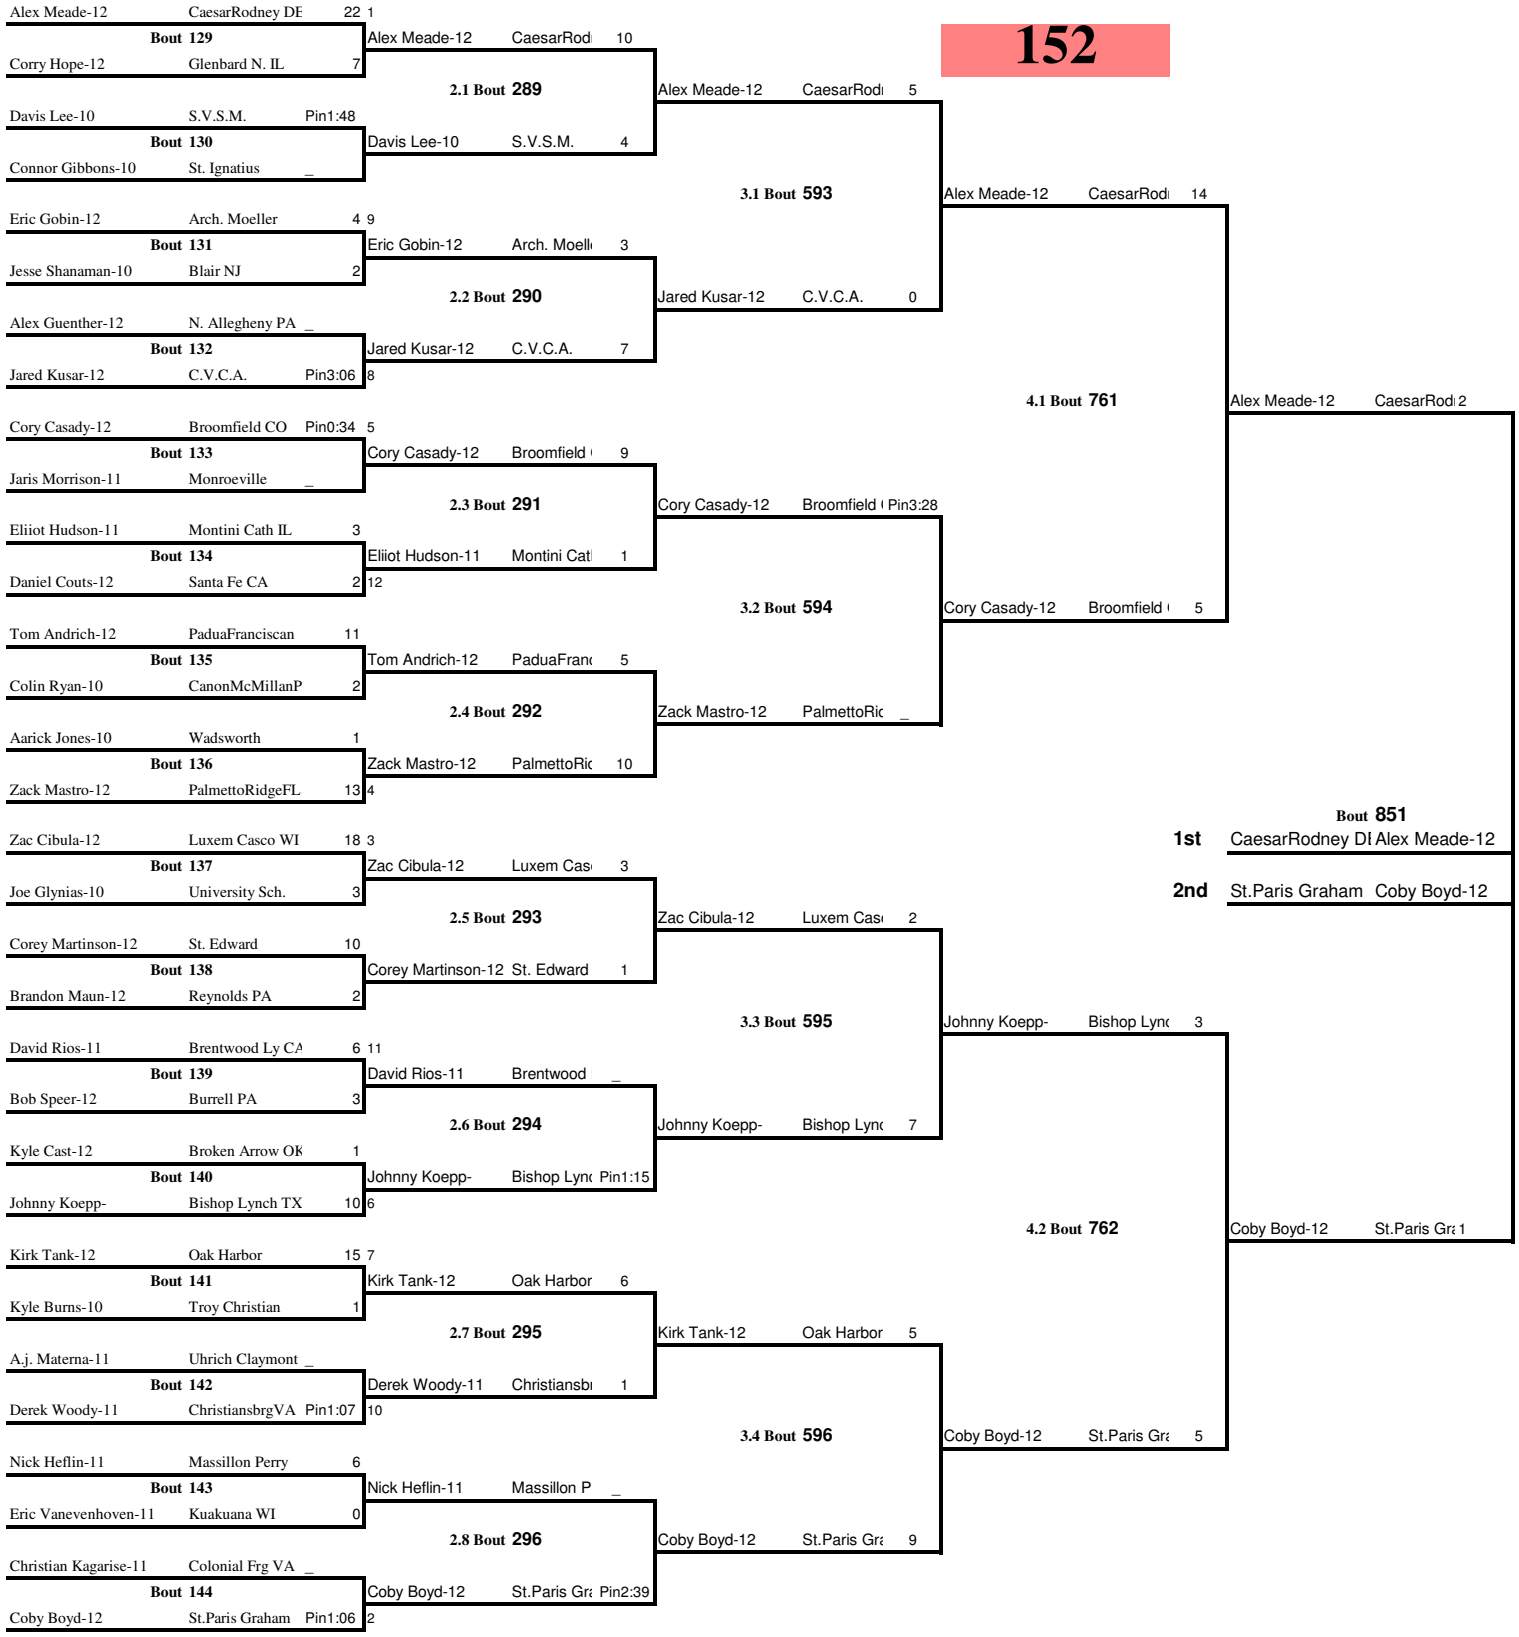 Alex Meade-12 CaesarRodney DE 22 1
152
Bout 129 Alex Meade-12 CaesarRod 10
Corry Hope-12 Glenbard N. IL 7
2.1 Bout 289 Alex Meade-12 CaesarRod 5
Davis Lee-10 S.V.S.M. Pin1:48
Bout 130 Davis Lee-10 S.V.S.M. 4
Connor Gibbons-10 St. Ignatius _
3.1 Bout 593 Alex Meade-12 CaesarRod 14
Eric Gobin-12 Arch. Moeller 4 9
Bout 131 Eric Gobin-12 Arch. Moell 3
Jesse Shanaman-10 Blair NJ 2
2.2 Bout 290 Jared Kusar-12 C.V.C.A. 0
Alex Guenther-12 N. Allegheny PA _
Bout 132 Jared Kusar-12 C.V.C.A. 7
Jared Kusar-12 C.V.C.A. Pin3:06 8
4.1 Bout 761 Alex Meade-12 CaesarRod 2
Cory Casady-12 Broomfield CO Pin0:34 5
Bout 133 Cory Casady-12 Broomfield 9
Jaris Morrison-11 Monroeville _
2.3 Bout 291 Cory Casady-12 Broomfield Pin3:28
Eliiot Hudson-11 Montini Cath IL 3
Bout 134 Eliiot Hudson-11 Montini Cat 1
Daniel Couts-12 Santa Fe CA 2 12
3.2 Bout 594 Cory Casady-12 Broomfield 5
Tom Andrich-12 PaduaFranciscan 11
Bout 135 Tom Andrich-12 PaduaFran 5
Colin Ryan-10 CanonMcMillanP 2
2.4 Bout 292 Zack Mastro-12 PalmettoRi _
Aarick Jones-10 Wadsworth 1
Bout 136 Zack Mastro-12 PalmettoRi 10
Zack Mastro-12 PalmettoRidgeFL 13 4
Bout 851
Zac Cibula-12 Luxem Casco WI 18 3
1st CaesarRodney DE Alex Meade-12
Bout 137 Zac Cibula-12 Luxem Cas 3
Joe Glynias-10 University Sch. 3
2nd St.Paris Graham Coby Boyd-12
2.5 Bout 293 Zac Cibula-12 Luxem Cas 2
Corey Martinson-12 St. Edward 10
Bout 138 Corey Martinson-12 St. Edward 1
Brandon Maun-12 Reynolds PA 2
3.3 Bout 595 Johnny Koepp- Bishop Lyn 3
David Rios-11 Brentwood Ly CA 6 11
Bout 139 David Rios-11 Brentwood _
Bob Speer-12 Burrell PA 3
2.6 Bout 294 Johnny Koepp- Bishop Lyn 7
Kyle Cast-12 Broken Arrow OK 1
Bout 140 Johnny Koepp- Bishop Lyn Pin1:15
Johnny Koepp- Bishop Lynch TX 10 6
4.2 Bout 762 Coby Boyd-12 St.Paris Gr 1
Kirk Tank-12 Oak Harbor 15 7
Bout 141 Kirk Tank-12 Oak Harbor 6
Kyle Burns-10 Troy Christian 1
2.7 Bout 295 Kirk Tank-12 Oak Harbor 5
A.j. Materna-11 Uhrich Claymont _
Bout 142 Derek Woody-11 Christiansb 1
Derek Woody-11 ChristiansbrgVA Pin1:07 10
3.4 Bout 596 Coby Boyd-12 St.Paris Gr 5
Nick Heflin-11 Massillon Perry 6
Bout 143 Nick Heflin-11 Massillon P _
Eric Vanevenhoven-11 Kuakuana WI 0
2.8 Bout 296 Coby Boyd-12 St.Paris Gr 9
Christian Kagarise-11 Colonial Frg VA _
Bout 144 Coby Boyd-12 St.Paris Gr Pin2:39
Coby Boyd-12 St.Paris Graham Pin1:06 2